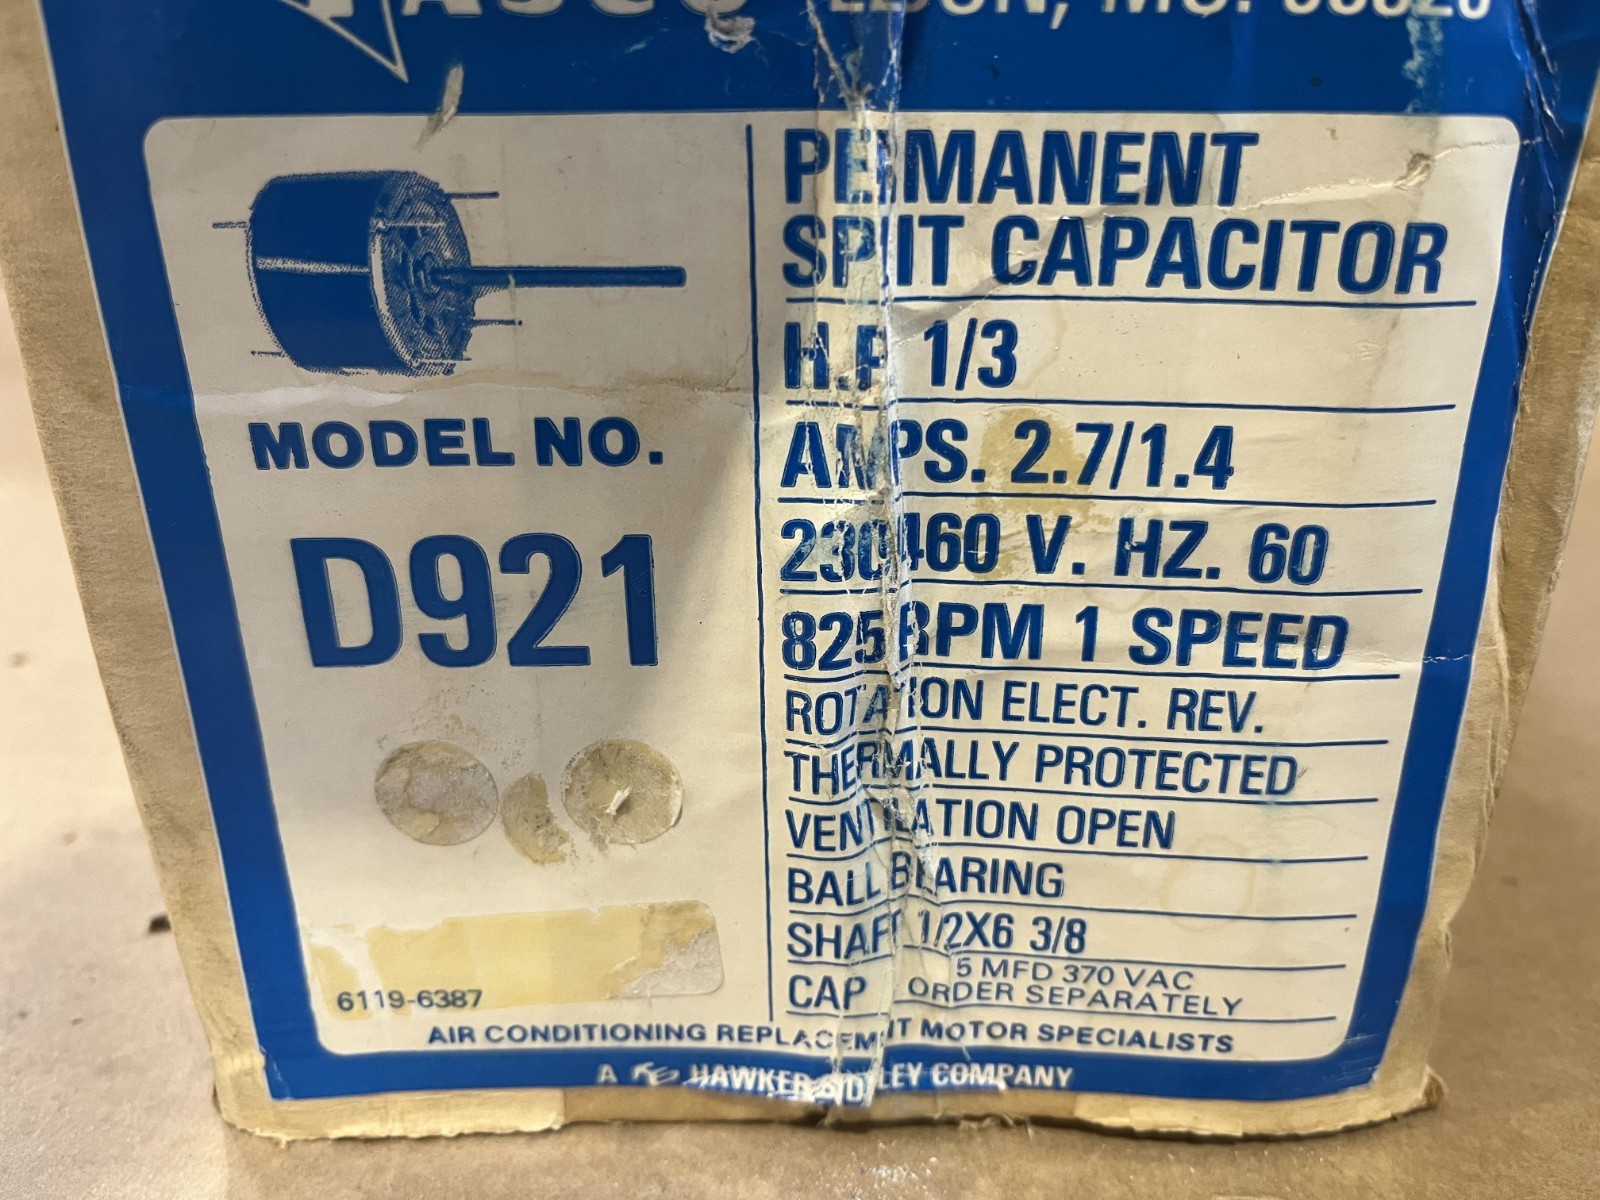 FASCO
MODEL NO.
D921
6119-6387
PERMANENT
SPLIT CAPACITOR
H.P. 1/3
AMPS. 2.7/1.4
230/460 V. HZ. 60
825 RPM 1 SPEED
ROTATION ELECT. REV.
THERMALLY PROTECTED
VENTILATION OPEN
BALL BEARING
SHAFT 1/2X6 3/8
CAP 5 MFD 370 VAC
ORDER SEPARATELY
AIR CONDITIONING REPLACEMENT MOTOR SPECIALISTS
A HAWKER SIDDELEY COMPANY